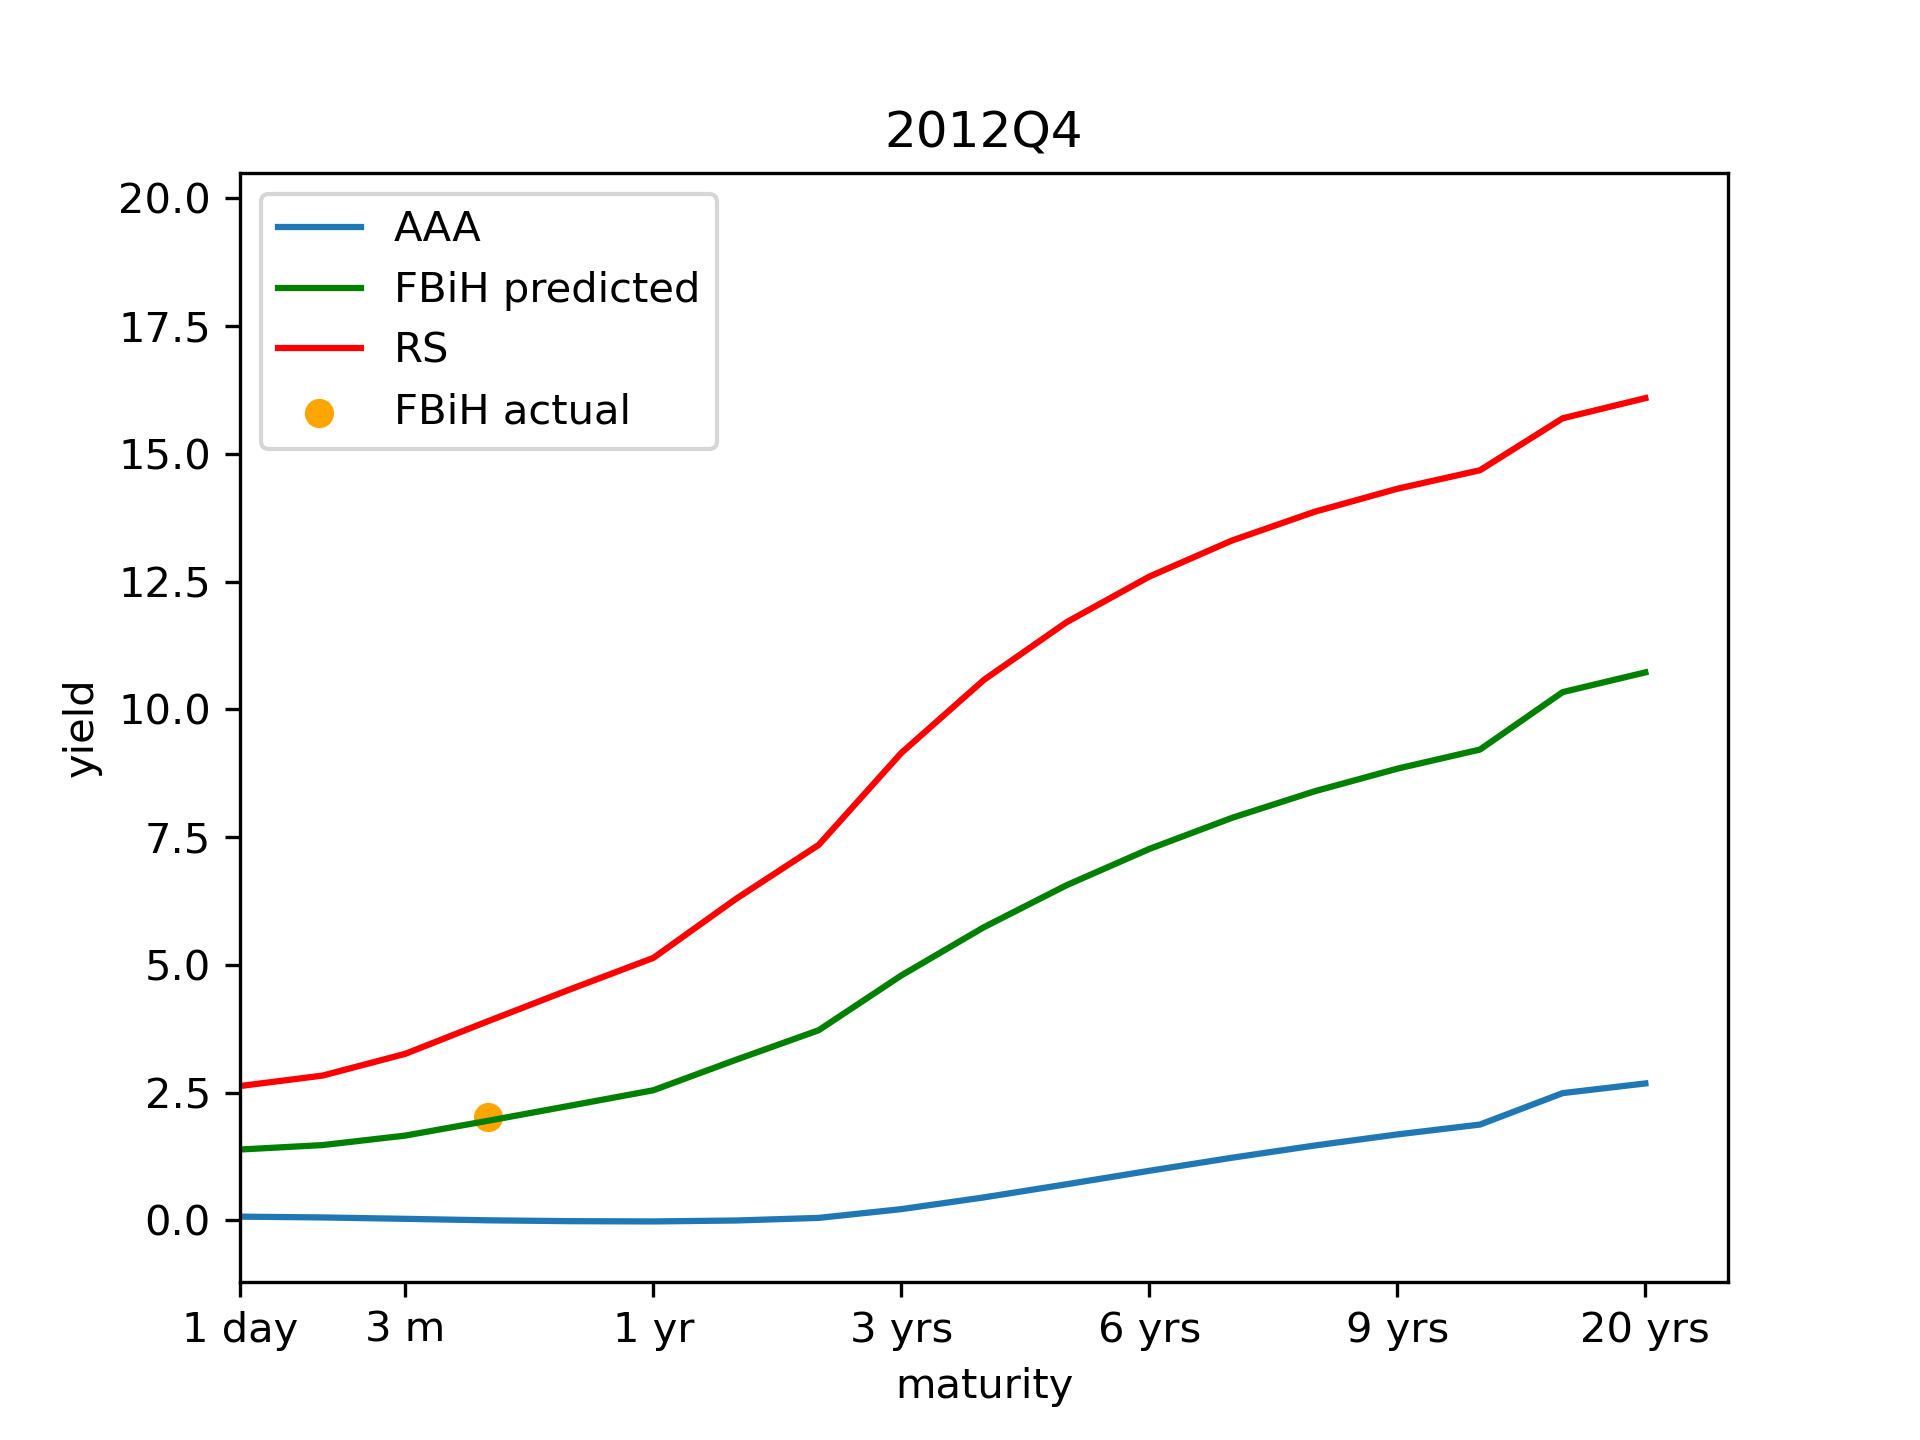 2012Q4
20.0
17.5
15.0
12.5
10.0
7.5
5.0
2.5
0.0
yield
AAA
FBiH predicted
RS
FBiH actual
1 day 3 m 1 yr 3 yrs 6 yrs 9 yrs 20 yrs
maturity